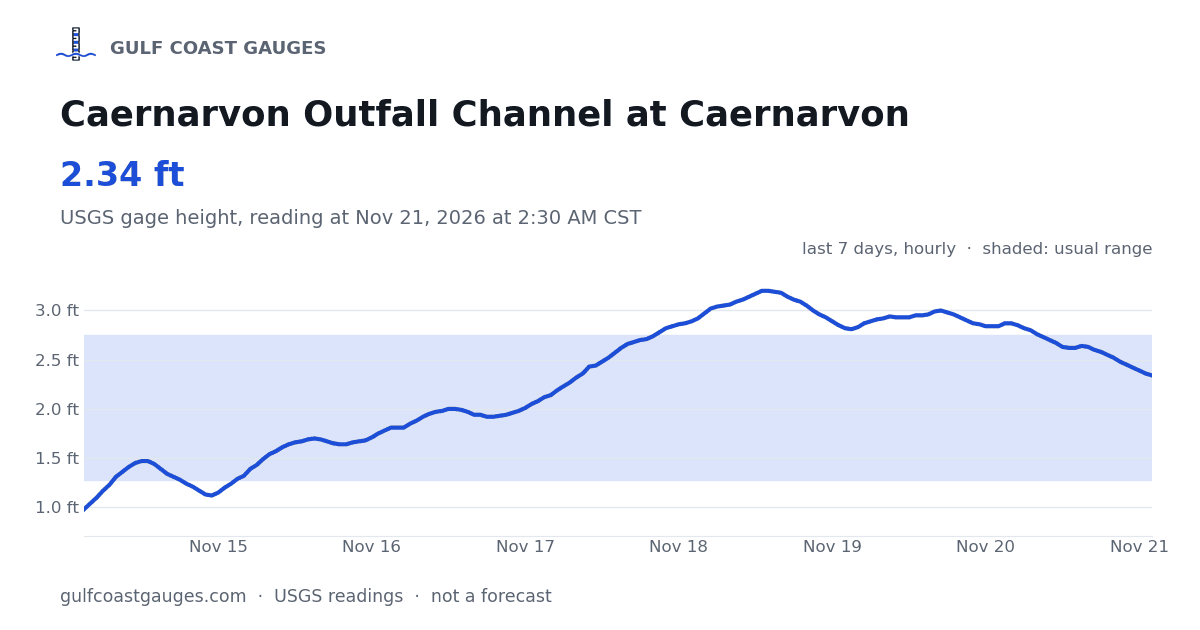 GULF COAST GAUGES
Caernarvon Outfall Channel at Caernarvon
2.34 ft
USGS gage height, reading at Nov 21, 2026 at 2:30 AM CST
last 7 days, hourly · shaded: usual range
3.0 ft
2.5 ft
2.0 ft
1.5 ft
1.0 ft
Nov 15 Nov 16 Nov 17 Nov 18 Nov 19 Nov 20 Nov 21
gulfcoastgauges.com · USGS readings · not a forecast